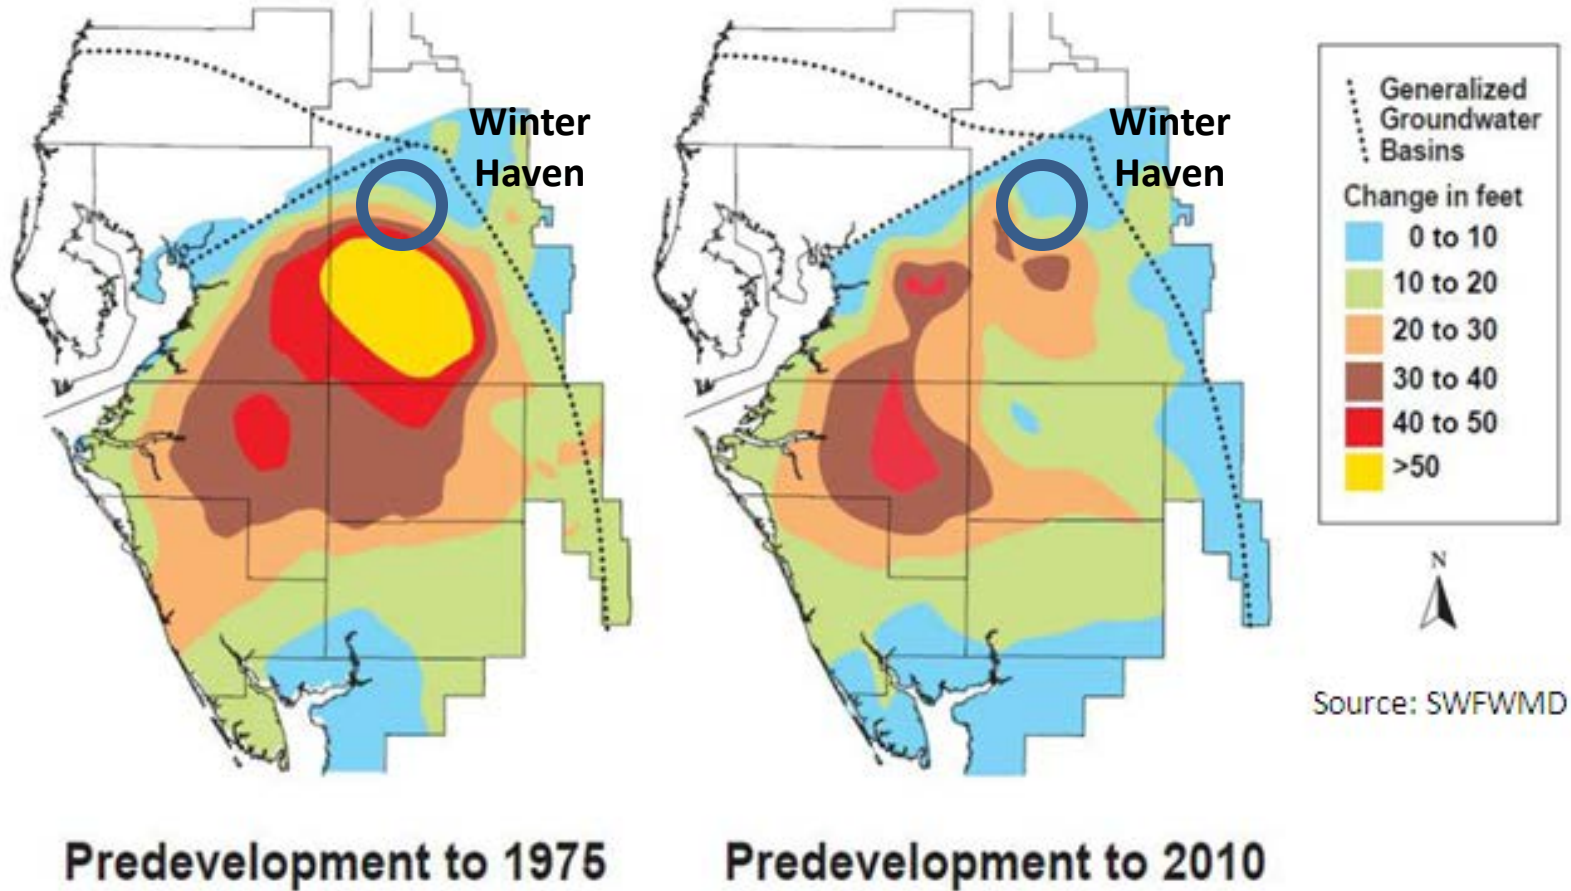 Winter
Haven
Winter
Haven
Generalized
Groundwater
Basins
Change in feet
0 to 10
10 to 20
20 to 30
30 to 40
40 to 50
>50
N
Source: SWFWMD
Predevelopment to 1975
Predevelopment to 2010